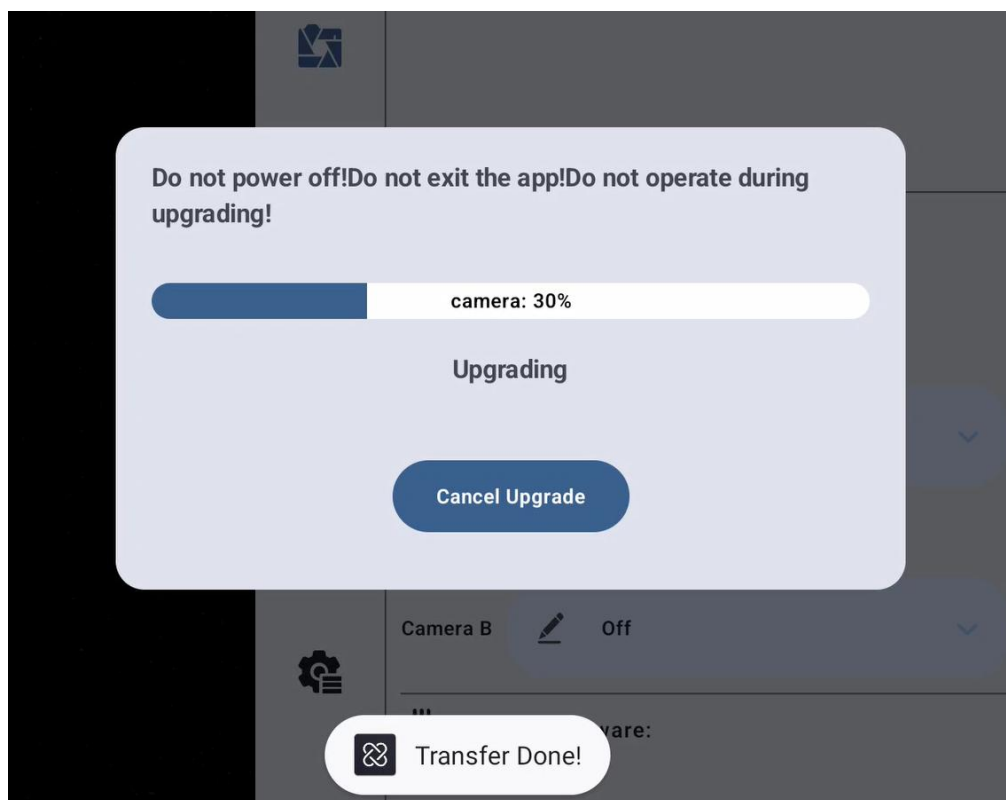 Do not power off!Do not exit the app!Do not operate during
upgrading!
camera: 30%
Upgrading
Cancel Upgrade
Camera B Off
ware:
Transfer Done!